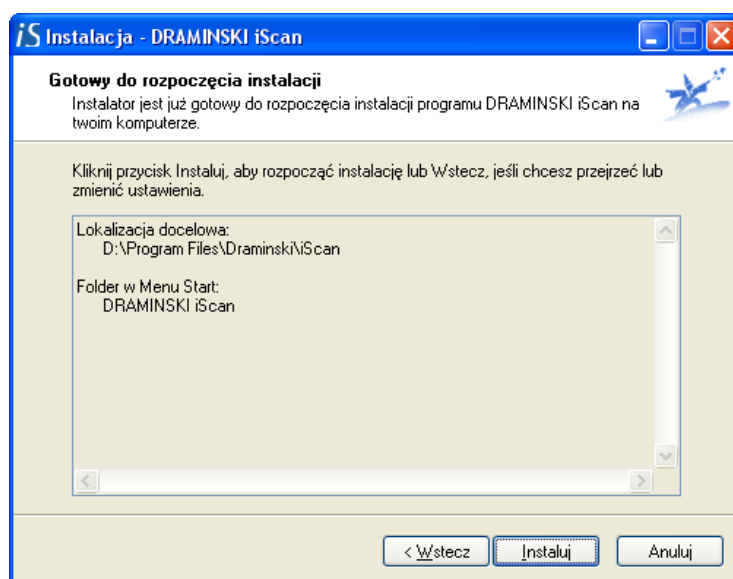 iS Instalacja - DRAMINSKI iScan
Gotowy do rozpoczęcia instalacji
Instalator jest już gotowy do rozpoczęcia instalacji programu DRAMINSKI iScan na
twoim komputerze.
Kliknij przycisk Instaluj, aby rozpocząć instalację lub Wstecz, jeśli chcesz przejrzeć lub
zmienić ustawienia.
Lokalizacja docelowa:
D:\Program Files\Draminski\iScan
Folder w Menu Start:
DRAMINSKI iScan
< Wstecz Instaluj Anuluj